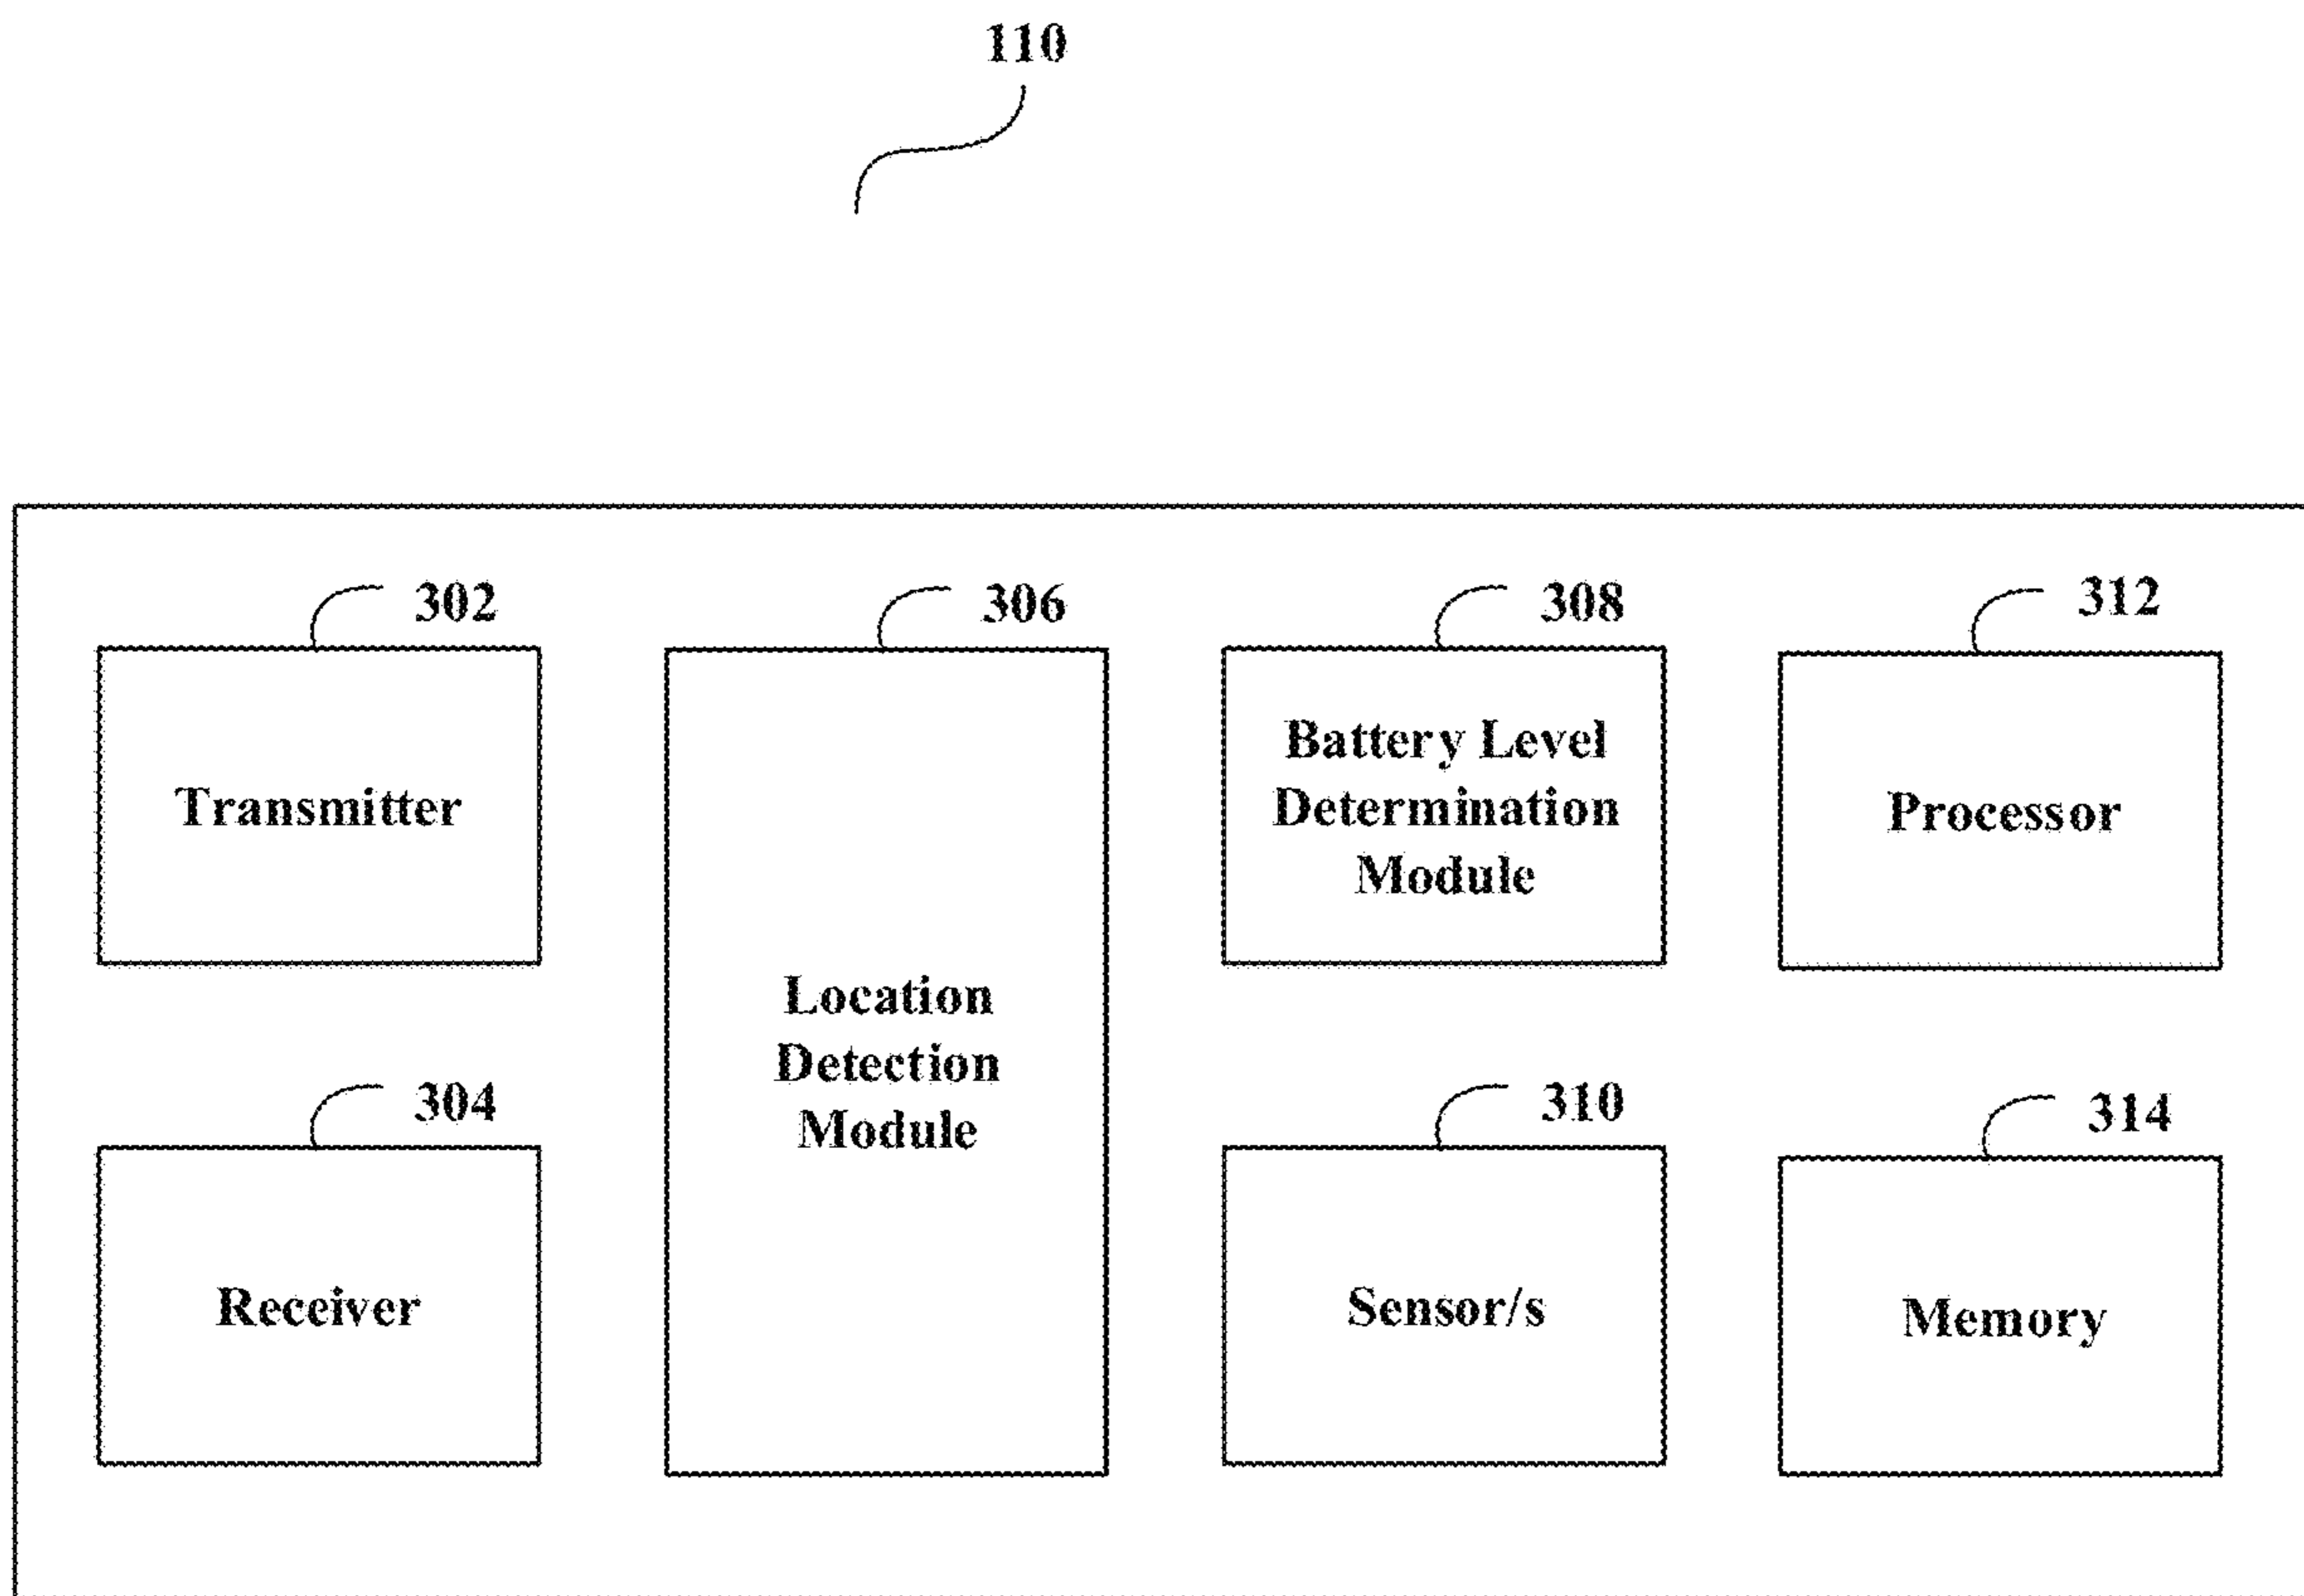 110
302
Transmitter
304
Receiver
306
Location
Detection
Module
308
Battery Level
Determination
Module
310
Sensor/s
312
Processor
314
Memory